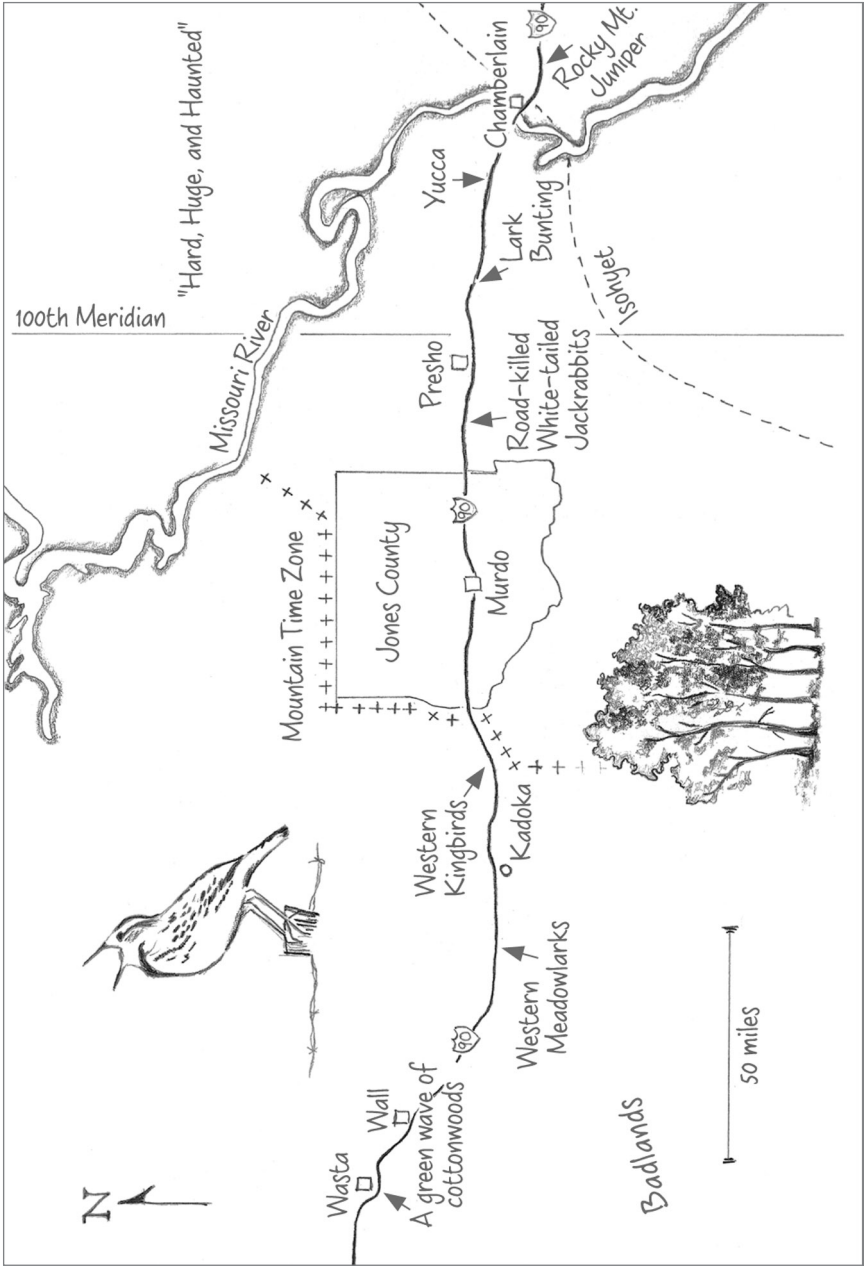 N
Wasta
Wall
A green wave of
cottonwoods
90
Western
Meadowlarks
Badlands
50 miles
Western
Kingbirds
Kadoka
Mountain Time Zone
Jones County
Murdo
90
Missouri River
100th Meridian
"Hard, Huge, and Haunted"
Presho
Road-killed
White-tailed
Jackrabbits
Lark
Bunting
Isohyet
Yucca
Chamberlain
90
Rocky Mt.
Juniper